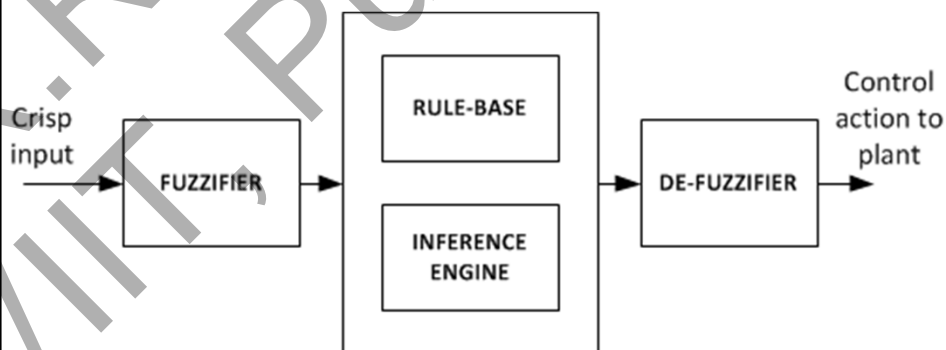 Crisp
input
FUZZIFIER
RULE-BASE
INFERENCE
ENGINE
DE-FUZZIFIER
Control
action to
plant